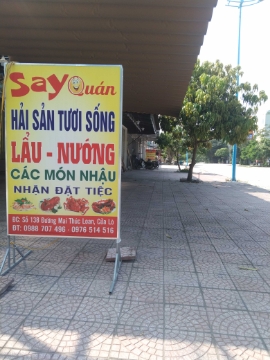 Say Quán
HẢI SẢN TƯƠI SỐNG
LẨU - NƯỚNG
CÁC MÓN NHẬU
NHẬN ĐẶT TIỆC
ĐC: Số 138 Đường Mai Thúc Loan, Cửa Lò
ĐT: 0988 707 496 - 0976 514 516